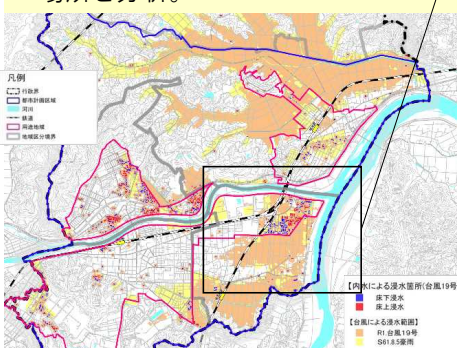 場所を分析。
凡例
行政界
都市計画区域
河川
鉄道
用途地域
地域区分境界
【内水による浸水箇所(台風19号
床下浸水
床上浸水
【台風による浸水範囲】
R1.台風19号
S61.8.5豪雨